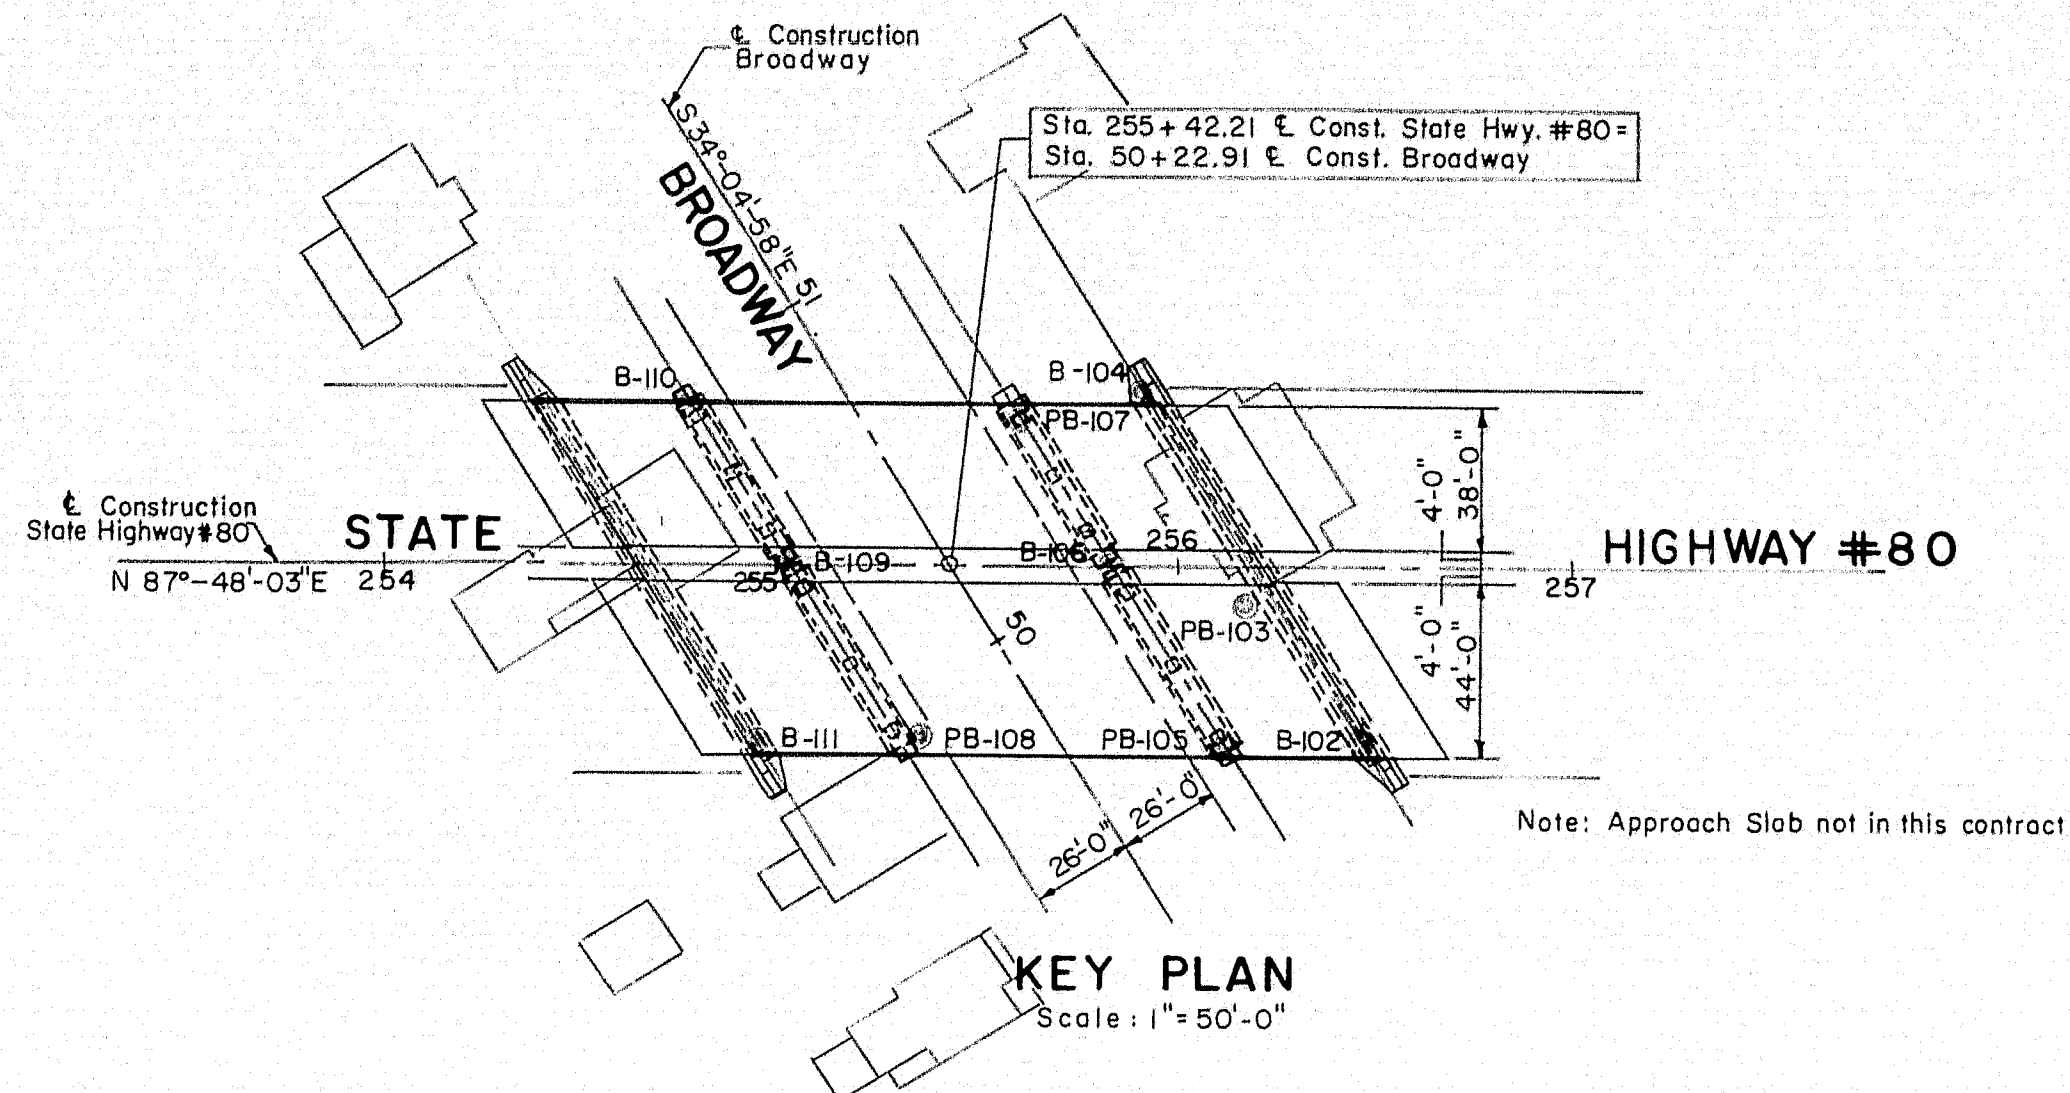 ℄ Construction
Broadway
S34°-04'-58"E
51
BROADWAY
Sta. 255+42.21 ℄ Const. State Hwy. #80=
Sta. 50+22.91 ℄ Const. Broadway
B-110
B-104
PB-107
4'-0"
38'-0"
℄ Construction
State Highway#80
STATE
HIGHWAY #80
N 87°-48'-03"E
254
255
B-109
B-106
256
257
50
PB-103
4'-0"
44'-0"
B-111
PB-108
PB-105
B-102
26'-0"
26'-0"
Note: Approach Slab not in this contract
KEY PLAN
Scale: 1"=50'-0"